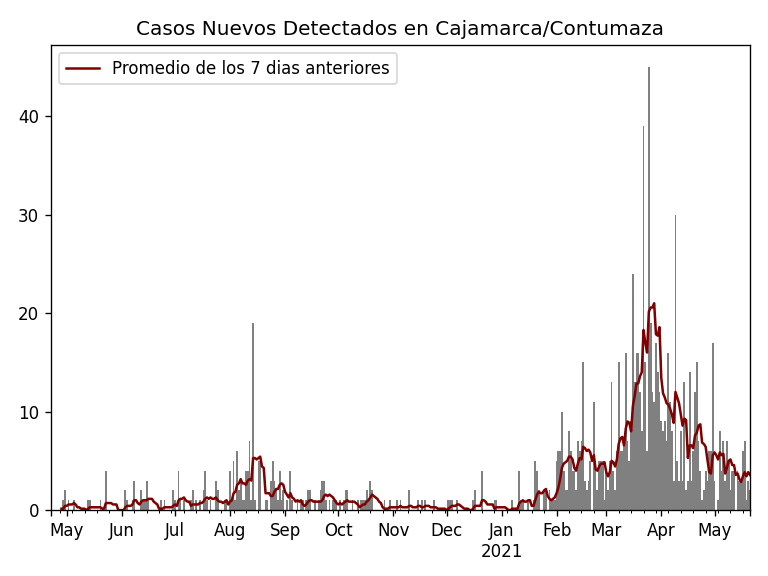 Casos Nuevos Detectados en Cajamarca/Contumaza
Promedio de los 7 dias anteriores
40
30
20
10
0
May Jun Jul Aug Sep Oct Nov Dec Jan Feb Mar Apr May
2021